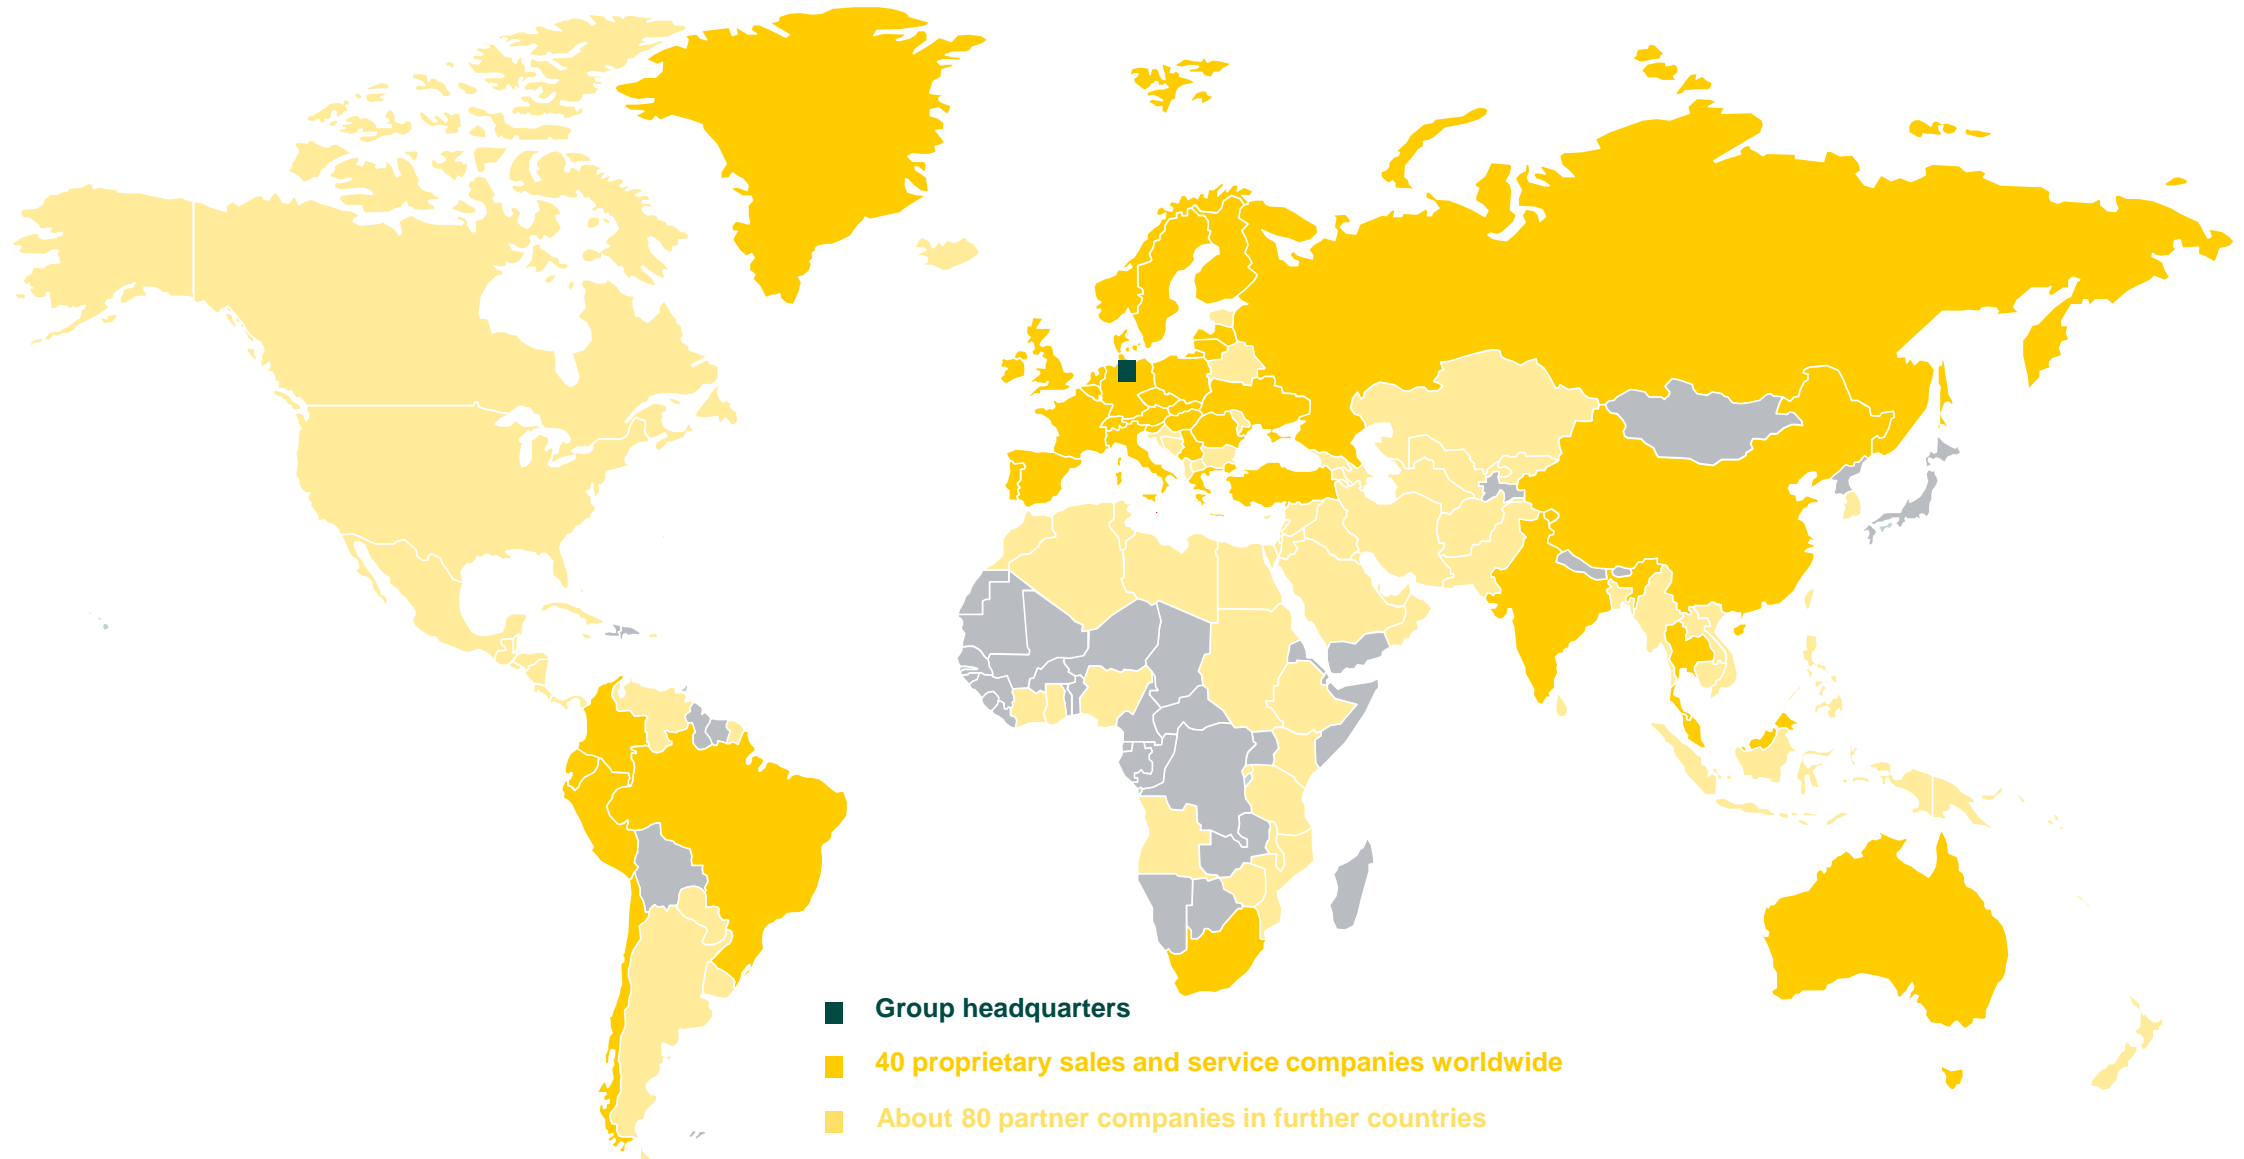 Group headquarters
40 proprietary sales and service companies worldwide
About 80 partner companies in further countries